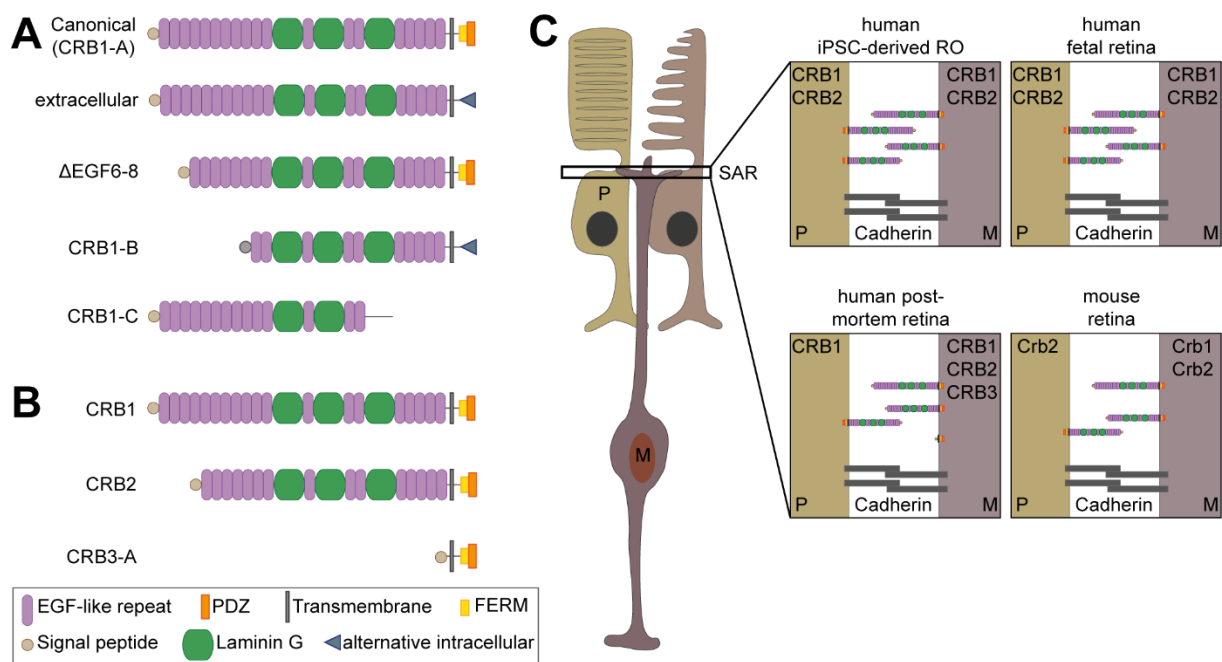 A
Canonical
(CRB1-A)
extracellular
ΔEGF6-8
CRB1-B
CRB1-C
B
CRB1
CRB2
CRB3-A
EGF-like repeat
PDZ
Transmembrane
FERM
Signal peptide
Laminin G
alternative intracellular
C
P
M
SAR
human
iPSC-derived RO
CRB1
CRB2
CRB1
CRB2
P
Cadherin
M
human
fetal retina
CRB1
CRB2
CRB1
CRB2
P
Cadherin
M
human post-
mortem retina
CRB1
CRB1
CRB2
CRB3
P
Cadherin
M
mouse
retina
Crb2
Crb1
Crb2
P
Cadherin
M